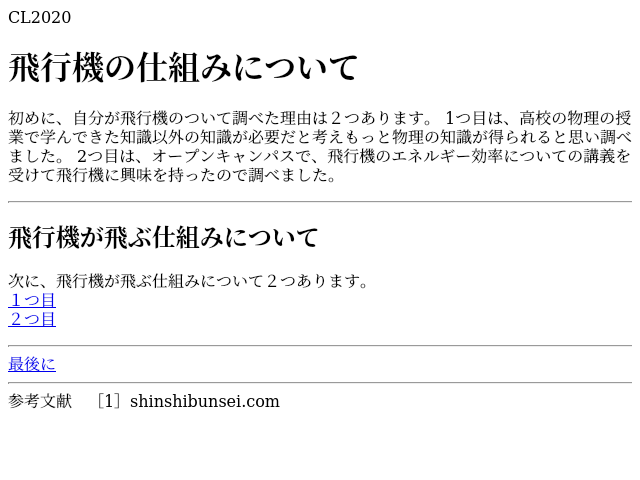 CL2020
飛行機の仕組みについて
初めに、自分が飛行機のついて調べた理由は２つあります。 1つ目は、高校の物理の授
業で学んできた知識以外の知識が必要だと考えもっと物理の知識が得られると思い調べ
ました。 2つ目は、オープンキャンパスで、飛行機のエネルギー効率についての講義を
受けて飛行機に興味を持ったので調べました。
飛行機が飛ぶ仕組みについて
次に、飛行機が飛ぶ仕組みについて２つあります。
１つ目
２つ目
最後に
参考文献　［1］shinshibunsei.com